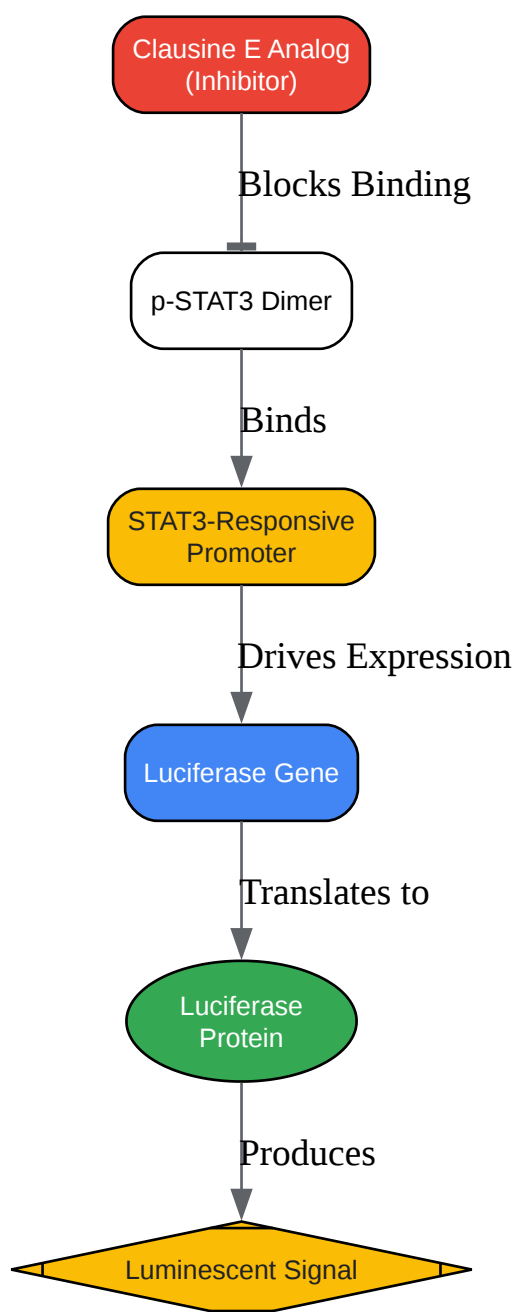 Clausine E Analog
(Inhibitor)
Blocks Binding
p-STAT3 Dimer
Binds
STAT3-Responsive
Promoter
Drives Expression
Luciferase Gene
Translates to
Luciferase
Protein
Produces
Luminescent Signal